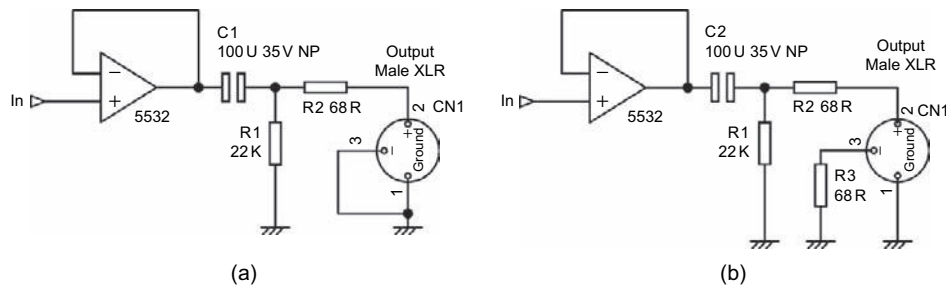 C1
100 U 35 V NP
Output
Male XLR
In
−
+
5532
R1
22 K
R2 68 R
2
CN1
3
+
−
Ground
1
(a)
C2
100 U 35 V NP
Output
Male XLR
In
−
+
5532
R1
22 K
R2 68 R
2
CN1
3
+
−
Ground
R3
68 R
1
(b)